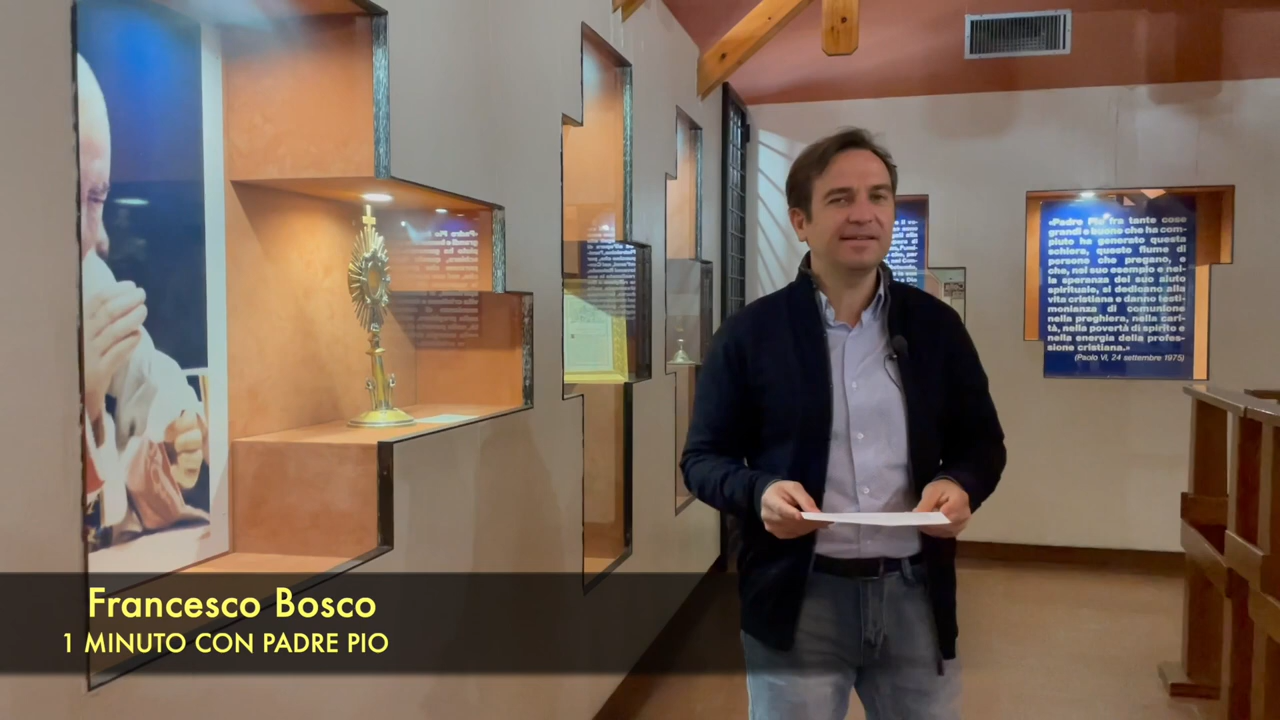 «Padre Pio fra tante cose
grandi e buone che ha com-
piuto ha generato questa
schiera, questo fiume di
persone che pregano, e
che, nel suo esempio e nel-
la speranza del suo aiuto
spirituale, si dedicano alla
vita cristiana e danno testi-
monianza di comunione
nella preghiera, nella cari-
tà, nella povertà di spirito e
nella energia della profes-
sione cristiana.»
(Paolo VI, 24 settembre 1975)
Francesco Bosco
1 MINUTO CON PADRE PIO